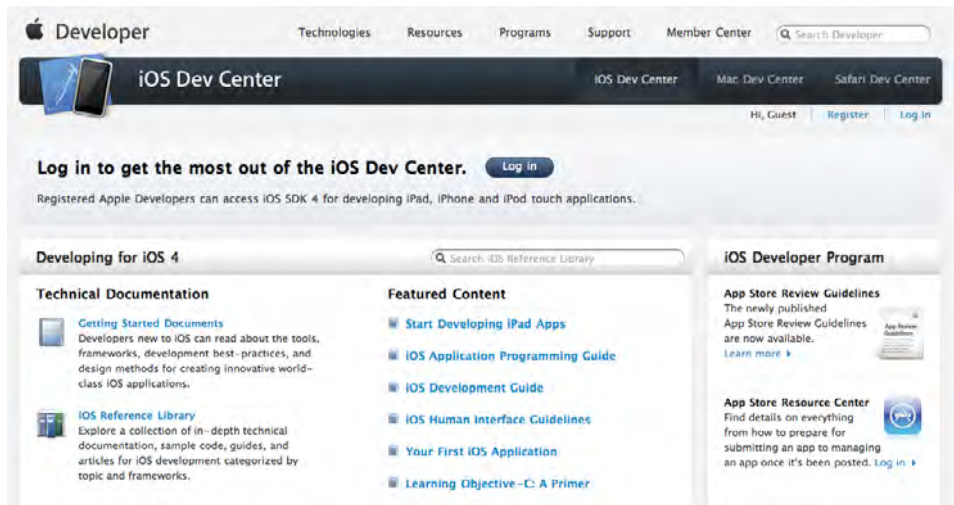 Developer
Technologies Resources Programs Support Member Center Search Developer
iOS Dev Center
iOS Dev Center Mac Dev Center Safari Dev Center
Hi, Guest Register Log In
Log in to get the most out of the iOS Dev Center. Log in
Registered Apple Developers can access iOS SDK 4 for developing iPad, iPhone and iPod touch applications.
Developing for iOS 4
Search iOS Reference Library
Technical Documentation
Getting Started Documents
Developers new to iOS can read about the tools,
frameworks, development best-practices, and
design methods for creating innovative world-
class iOS applications.
iOS Reference Library
Explore a collection of in-depth technical
documentation, sample code, guides, and
articles for iOS development categorized by
topic and frameworks.
Featured Content
Start Developing iPad Apps
iOS Application Programming Guide
iOS Development Guide
iOS Human Interface Guidelines
Your First iOS Application
Learning Objective-C: A Primer
iOS Developer Program
App Store Review Guidelines
The newly published
App Store Review Guidelines
are now available.
Learn more
App Review
Guidelines
App Store Resource Center
Find details on everything
from how to prepare for
submitting an app to managing
an app once it's been posted. Log in